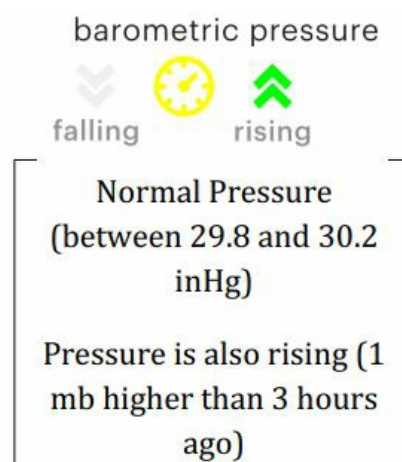 barometric pressure
falling rising
Normal Pressure
(between 29.8 and 30.2
inHg)
Pressure is also rising (1
mb higher than 3 hours
ago)